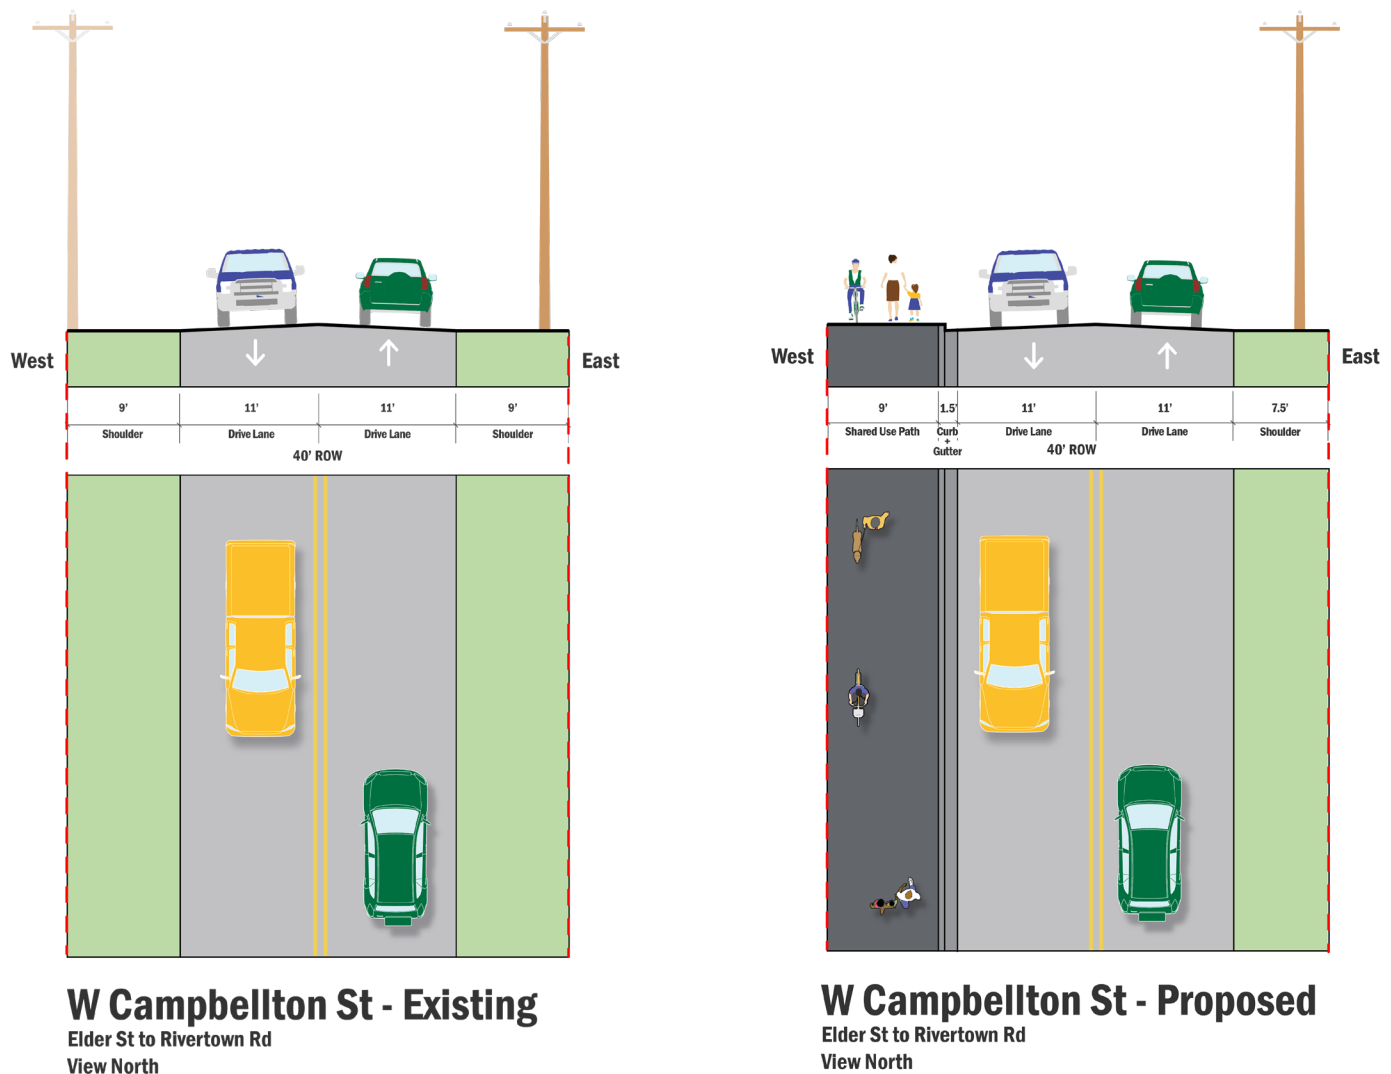 West
East
9'
11'
11'
9'
Shoulder
Drive Lane
Drive Lane
Shoulder
40' ROW
W Campbellton St - Existing
Elder St to Rivertown Rd
View North
West
East
9'
1.5'
11'
11'
7.5'
Shared Use Path
Curb
+
Gutter
Drive Lane
Drive Lane
Shoulder
40' ROW
W Campbellton St - Proposed
Elder St to Rivertown Rd
View North